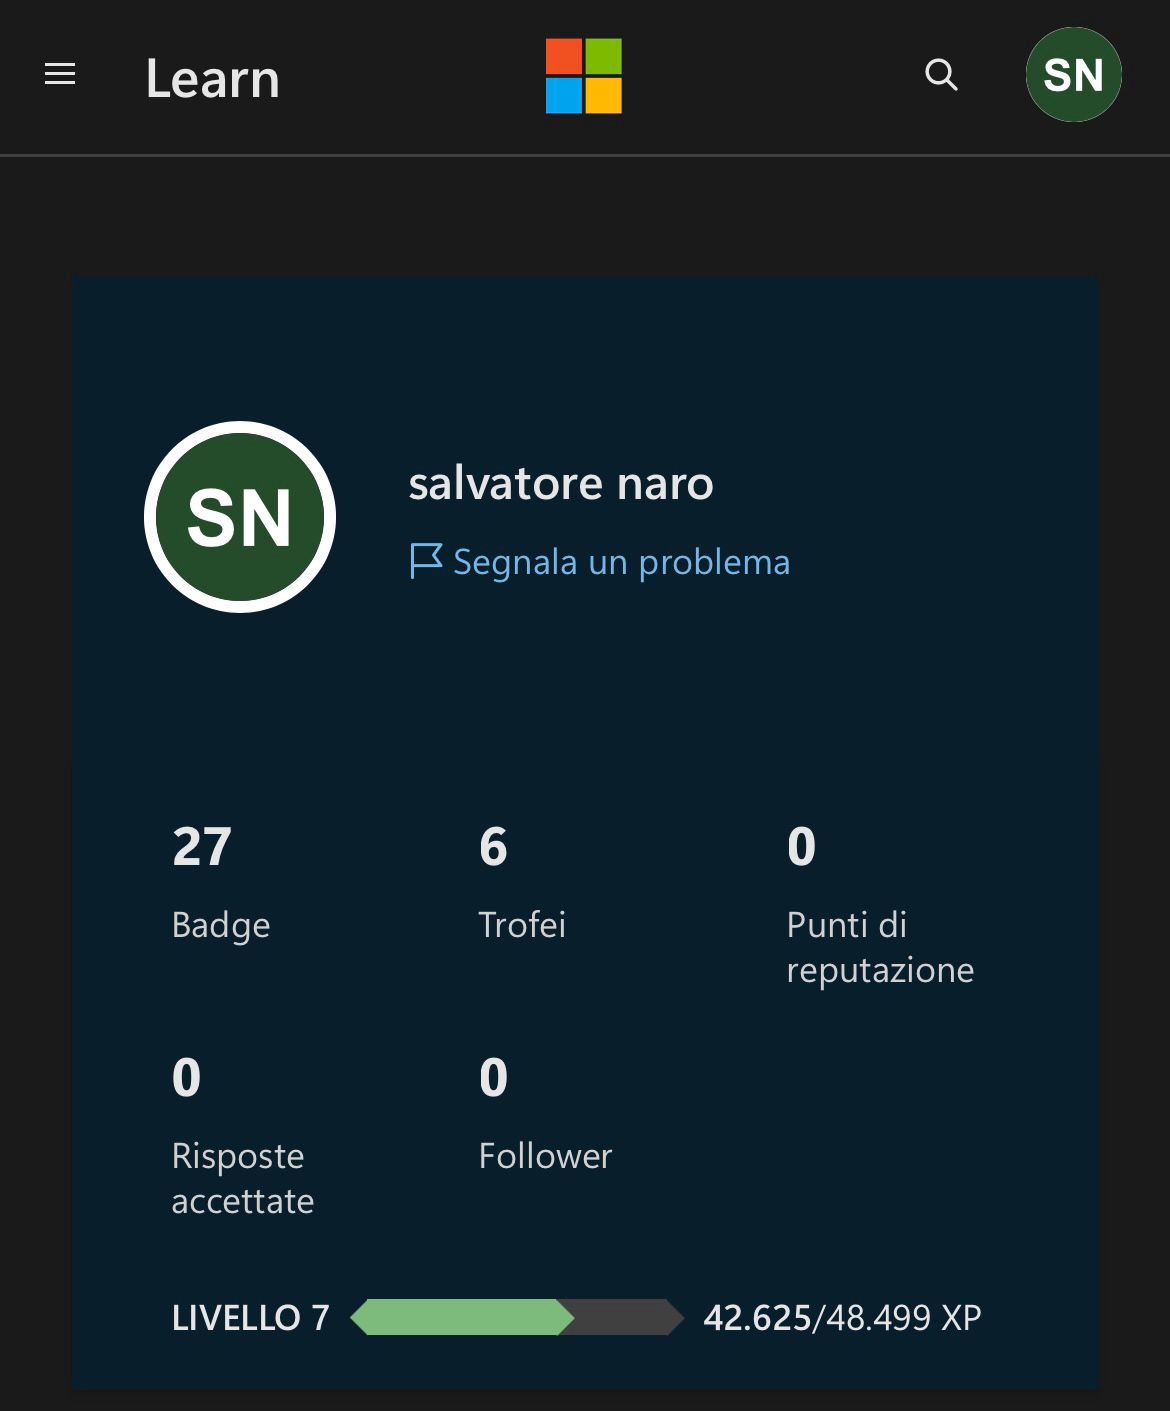 Learn
SN
SN
salvatore naro
Segnala un problema
27
Badge
6
Trofei
0
Punti di
reputazione
0
Risposte
accettate
0
Follower
LIVELLO 7 42.625/48.499 XP